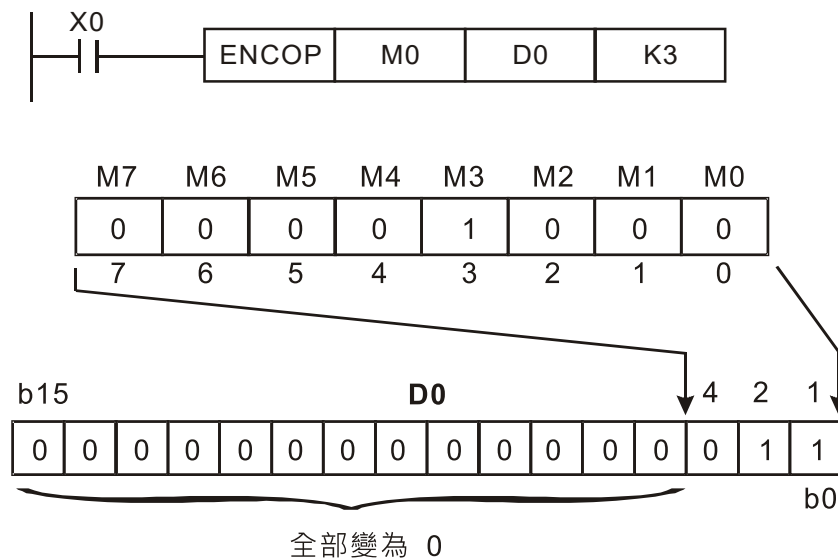 X0
ENCOP M0 D0 K3
M7 M6 M5 M4 M3 M2 M1 M0
0 0 0 0 1 0 0 0
7 6 5 4 3 2 1 0
b15 D0 4 2 1
0 0 0 0 0 0 0 0 0 0 0 0 0 0 1 1
b0
全部變為 0